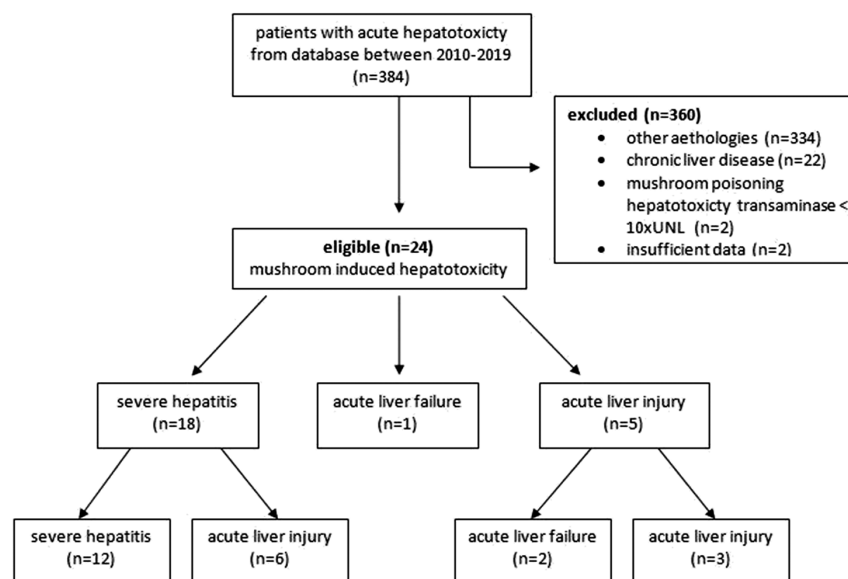 patients with acute hepatotoxicty
from database between 2010-2019
(n=384)
excluded (n=360)
• other aethologies (n=334)
• chronic liver disease (n=22)
• mushroom poisoning
hepatotoxicty transaminase <
10xUNL (n=2)
• insufficient data (n=2)
eligible (n=24)
mushroom induced hepatotoxicity
severe hepatitis
(n=18)
acute liver failure
(n=1)
acute liver injury
(n=5)
severe hepatitis
(n=12)
acute liver injury
(n=6)
acute liver failure
(n=2)
acute liver injury
(n=3)